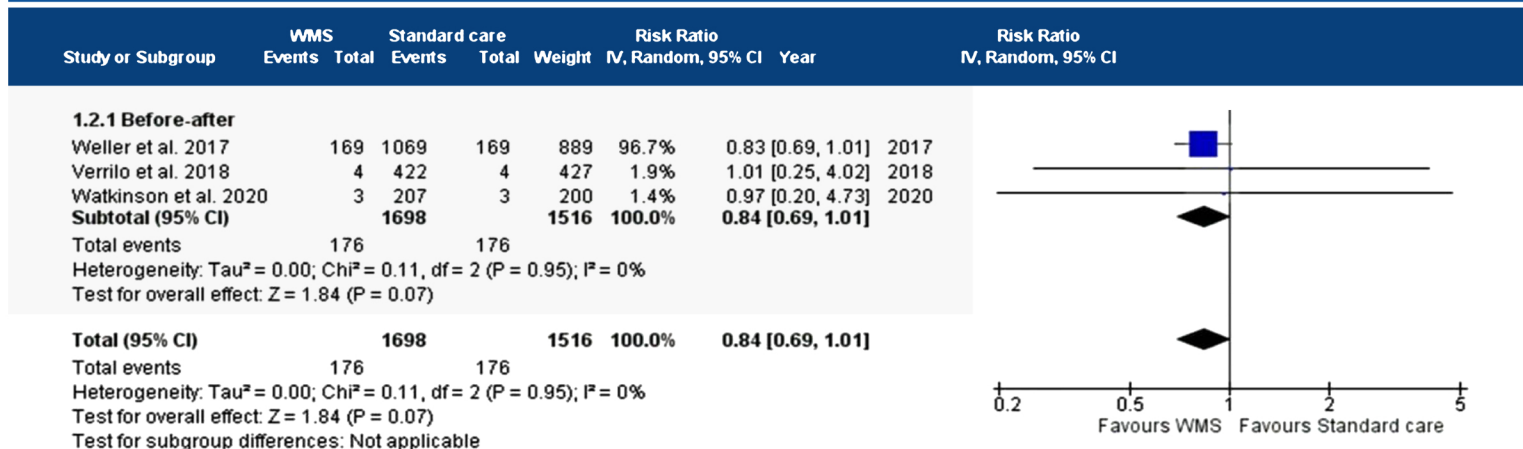 WMS Standard care Risk Ratio Risk Ratio
Study or Subgroup Events Total Events Total Weight IV, Random, 95% CI Year IV, Random, 95% CI
1.2.1 Before-after
Weller et al. 2017 169 1069 169 889 96.7% 0.83 [0.69, 1.01] 2017
Verrilo et al. 2018 4 422 4 427 1.9% 1.01 [0.25, 4.02] 2018
Watkinson et al. 2020 3 207 3 200 1.4% 0.97 [0.20, 4.73] 2020
Subtotal (95% CI) 1698 1516 100.0% 0.84 [0.69, 1.01]
Total events 176 176
Heterogeneity: Tau² = 0.00; Chi² = 0.11, df = 2 (P = 0.95); I² = 0%
Test for overall effect: Z = 1.84 (P = 0.07)
Total (95% CI) 1698 1516 100.0% 0.84 [0.69, 1.01]
Total events 176 176
Heterogeneity: Tau² = 0.00; Chi² = 0.11, df = 2 (P = 0.95); I² = 0%
Test for overall effect: Z = 1.84 (P = 0.07)
Test for subgroup differences: Not applicable
0.2 0.5 1 2 5
Favours WMS Favours Standard care